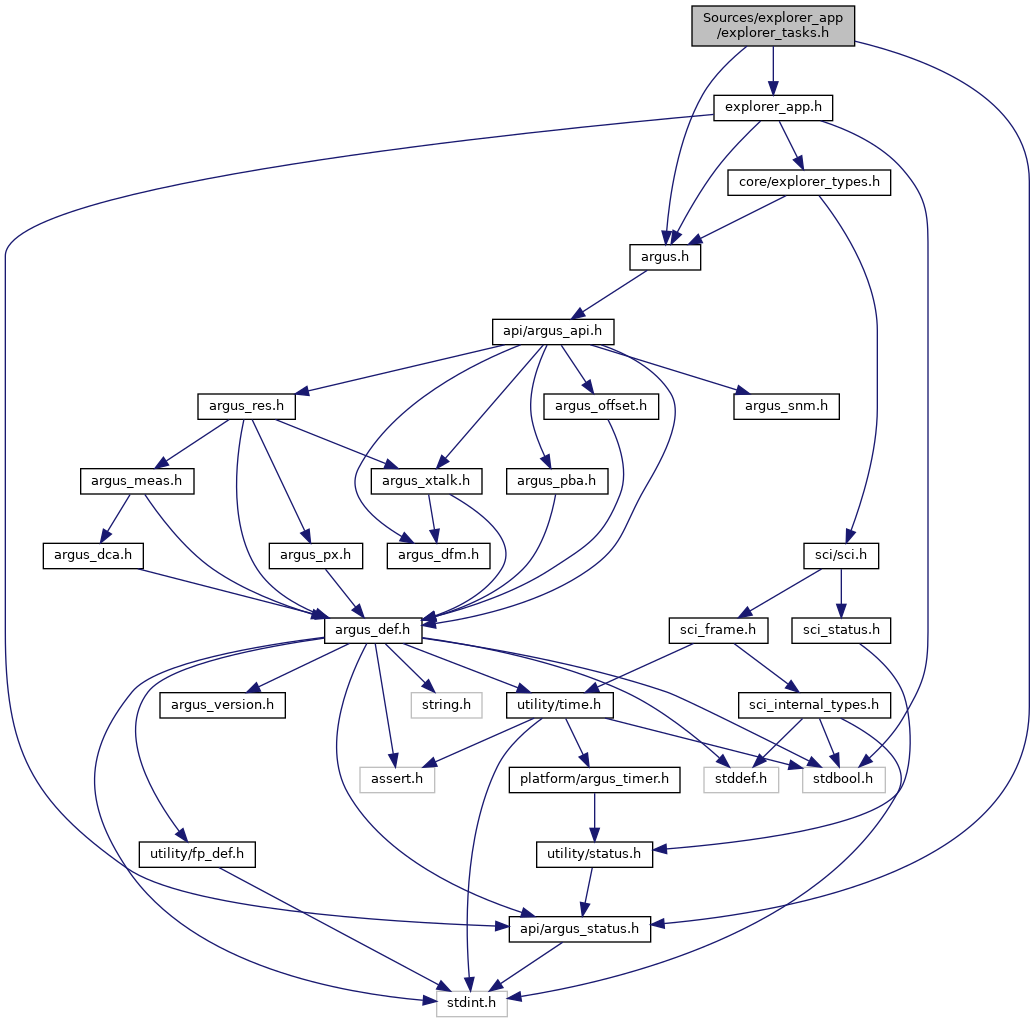 Sources/explorer_app
/explorer_tasks.h
explorer_app.h
core/explorer_types.h
argus.h
api/argus_api.h
argus_res.h
argus_offset.h
argus_snm.h
argus_meas.h
argus_xtalk.h
argus_pba.h
argus_dca.h
argus_px.h
argus_dfm.h
sci/sci.h
argus_def.h
sci_frame.h
sci_status.h
argus_version.h
string.h
utility/time.h
sci_internal_types.h
assert.h
platform/argus_timer.h
stddef.h
stdbool.h
utility/fp_def.h
utility/status.h
api/argus_status.h
stdint.h